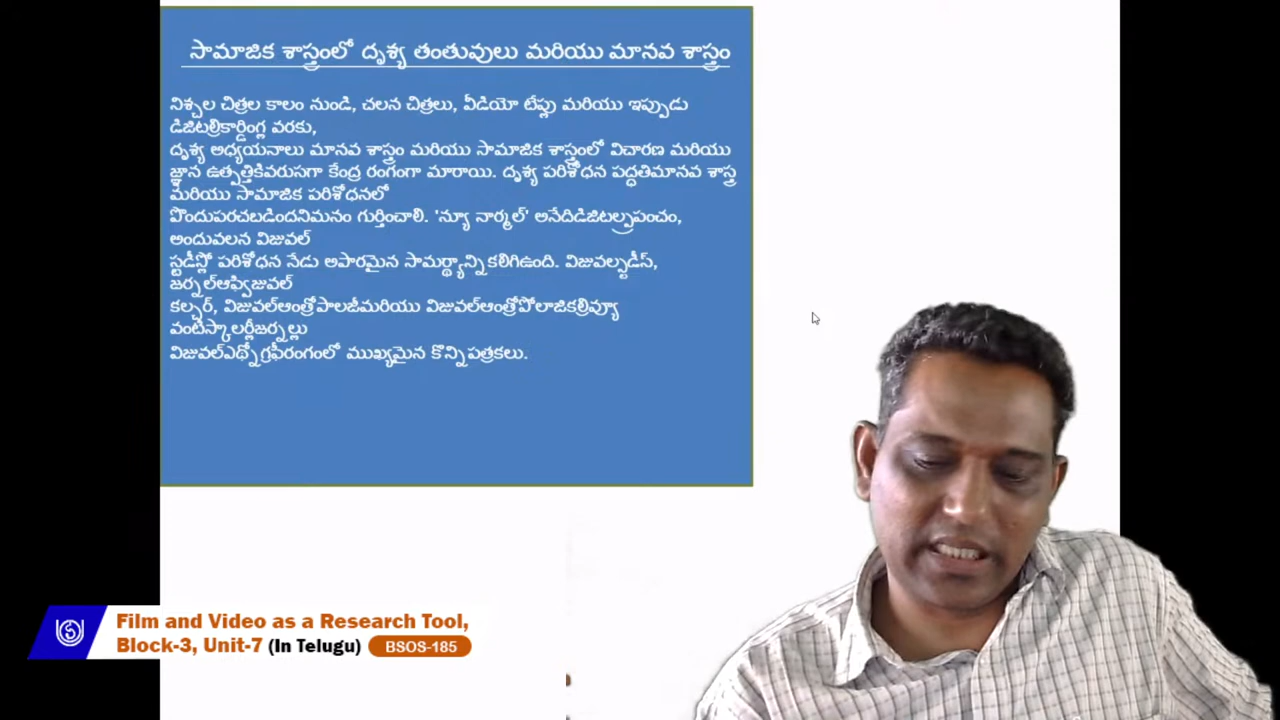 సామాజిక శాస్త్రంలో దృశ్య తంతువులు మరియు మానవ శాస్త్రం
నిశ్చల చిత్రల కాలం నుండి, చలన చిత్రలు, వీడియో టేప్లు మరియు ఇప్పుడు
డిజిటల్రికార్డింగ్ల వరకు,
దృశ్య అధ్యయనాలు మానవ శాస్త్రం మరియు సామాజిక శాస్త్రంలో విచారణ మరియు
జ్ఞాన ఉత్పత్తికివరుసగా కేంద్ర రంగంగా మారాయి. దృశ్య పరిశోధన పద్ధతిమానవ శాస్త్ర
మరియు సామాజిక పరిశోధనలో
పొందుపరచబడిందనిమనం గుర్తించాలి. 'న్యూ నార్మల్' అనేదిడిజిటల్ప్రపంచం,
అందువలన విజువల్
స్టడీస్లో పరిశోధన నేడు అపారమైన సామర్థ్యాన్నికలిగిఉంది. విజువల్స్టడీస్,
జర్నల్ఆఫ్విజువల్
కల్చర్, విజువల్ఆంత్రోపాలజీమరియు విజువల్ఆంత్రోపోలాజికల్రివ్యూ
వంటిస్కాలర్లీజర్నల్లు
విజువల్ఎథ్నోగ్రఫీరంగంలో ముఖ్యమైన కొన్నిపత్రకలు.
Film and Video as a Research Tool,
Block-3, Unit-7 (In Telugu) BSOS-185